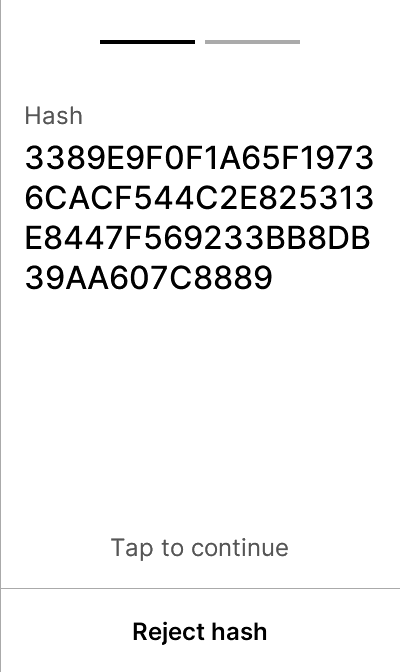 Hash
3389E9F0F1A65F1973
6CACF544C2E825313
E8447F569233BB8DB
39AA607C8889
Tap to continue
Reject hash